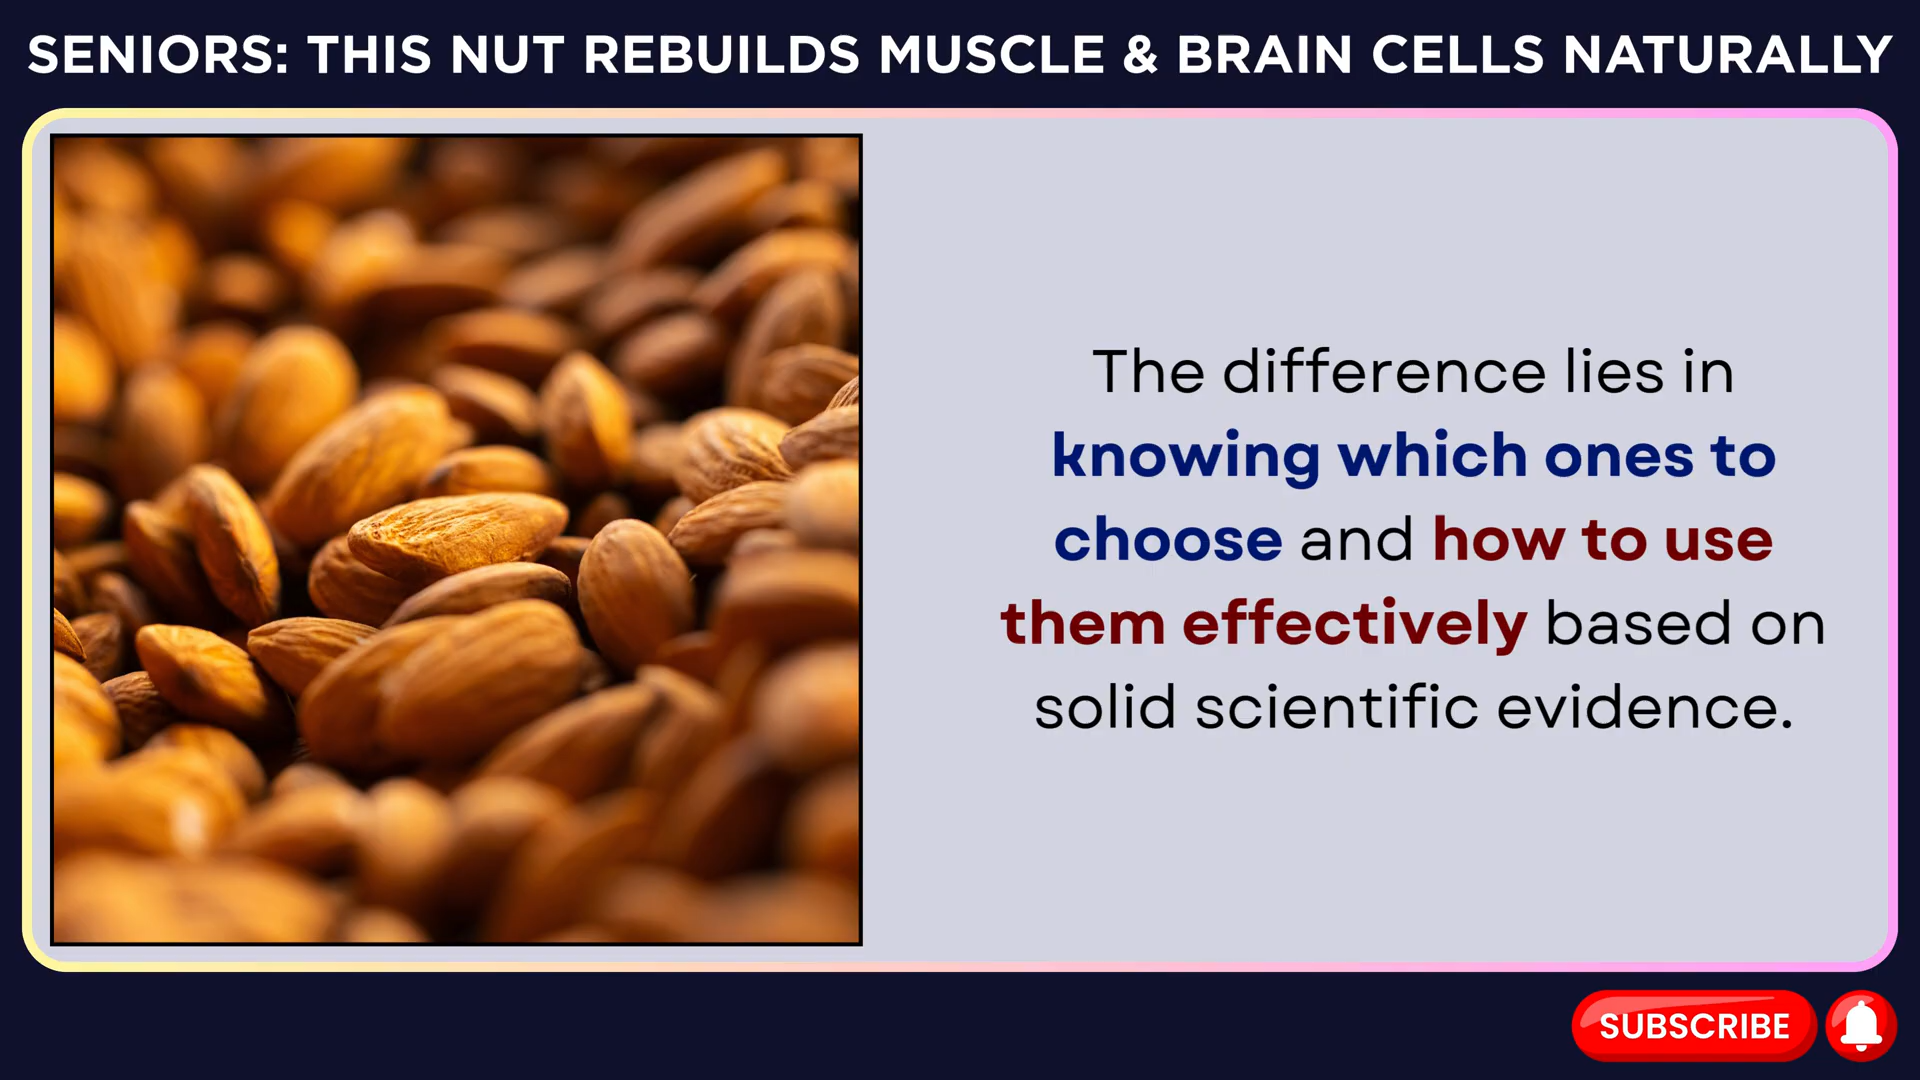 SENIORS: THIS NUT REBUILDS MUSCLE & BRAIN CELLS NATURALLY
The difference lies in
knowing which ones to
choose and how to use
them effectively based on
solid scientific evidence.
SUBSCRIBE